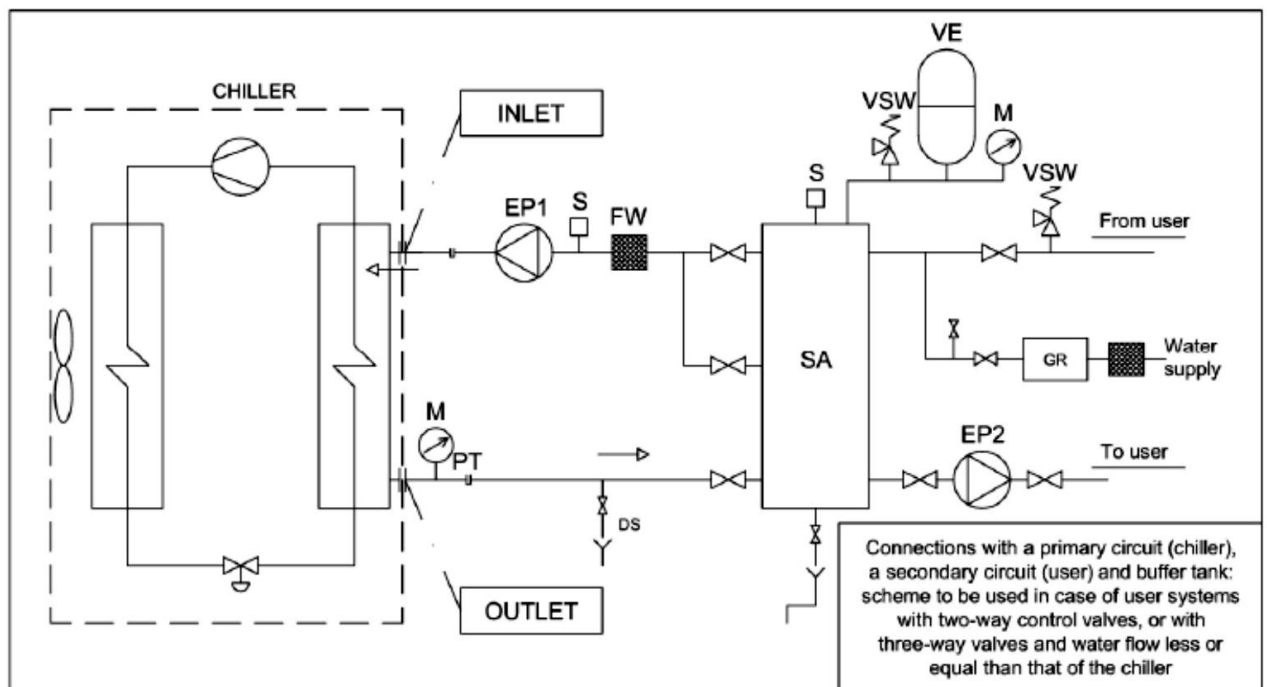 VE
CHILLER
VSW
M
INLET
VSW
S
S
EP1
FW
From user
SA
GR
Water
supply
M
EP2
PT
To user
DS
Connections with a primary circuit (chiller),
a secondary circuit (user) and buffer tank:
scheme to be used in case of user systems
with two-way control valves, or with
three-way valves and water flow less or
equal than that of the chiller
OUTLET